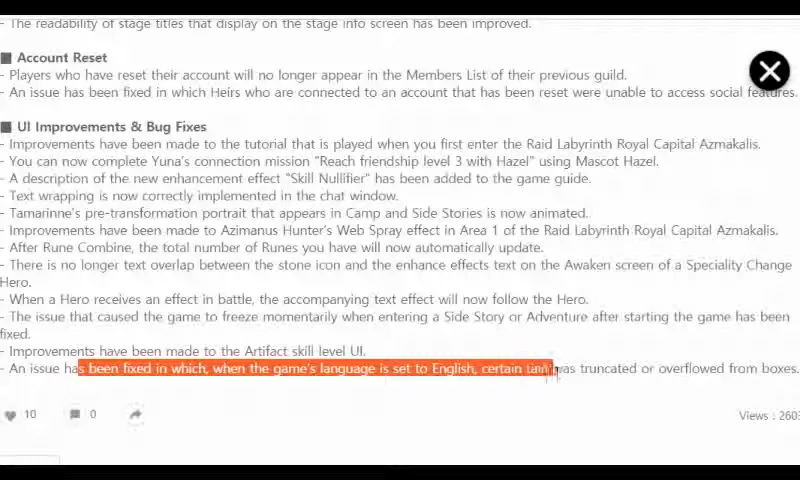 - The readability of stage titles that display on the stage info screen has been improved.
■ Account Reset
- Players who have reset their account will no longer appear in the Members List of their previous guild.
- An issue has been fixed in which Heirs who are connected to an account that has been reset were unable to access social features.
■ UI Improvements & Bug Fixes
- Improvements have been made to the tutorial that is played when you first enter the Raid Labyrinth Royal Capital Azmakalis.
- You can now complete Yuna's connection mission "Reach friendship level 3 with Hazel" using Mascot Hazel.
- A description of the new enhancement effect "Skill Nullifier" has been added to the game guide.
- Text wrapping is now correctly implemented in the chat window.
- Tamarinne's pre-transformation portrait that appears in Camp and Side Stories is now animated.
- Improvements have been made to Azimanus Hunter's Web Spray effect in Area 1 of the Raid Labyrinth Royal Capital Azmakalis.
- After Rune Combine, the total number of Runes you have will now automatically update.
- There is no longer text overlap between the stone icon and the enhance effects text on the Awaken screen of a Speciality Change
Hero.
- When a Hero receives an effect in battle, the accompanying text effect will now follow the Hero.
- The issue that caused the game to freeze momentarily when entering a Side Story or Adventure after starting the game has been
fixed.
- Improvements have been made to the Artifact skill level UI.
- An issue has been fixed in which, when the game's language is set to English, certain was truncated or overflowed from boxes.
10
0
Views : 2603